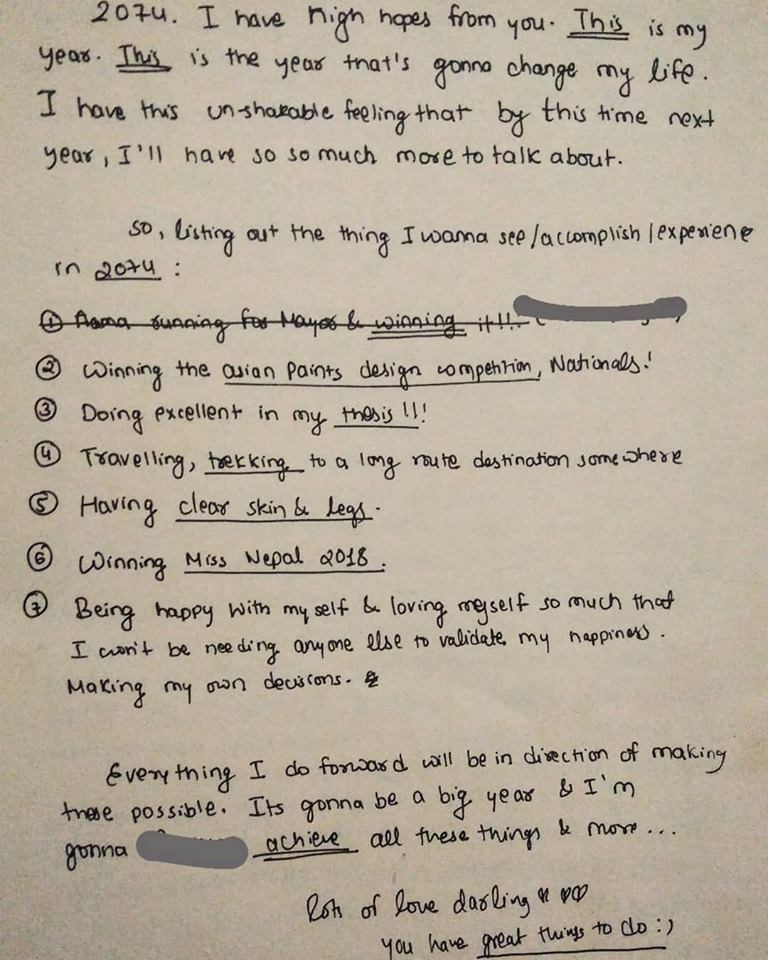 2074. I have high hopes from you. This is my
year. This is the year that's gonna change my life.
I have this un-shakable feeling that by this time next
year, I'll have so so much more to talk about.
So, listing out the thing I wanna see/accomplish/experiene
in 2074 :
① Aama running for Mayor & winning it!!.
② Winning the asian paints design competition, Nationals!
③ Doing excellent in my thesis!!!
④ Travelling, trekking to a long route destination somewhere
⑤ Having clear skin & legs.
⑥ Winning Miss Nepal 2018.
⑦ Being happy with myself & loving myself so much that
I won't be needing anyone else to validate my happiness.
Making my own decisions.
Everything I do forward will be in direction of making
these possible. Its gonna be a big year & I'm
gonna achieve all these things & more...
Lots of love darling ♥♥♥
you have great things to do :)